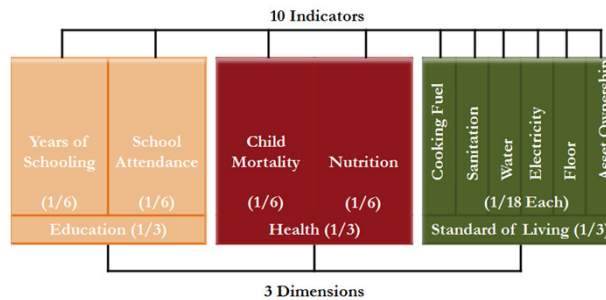 10 Indicators
Years of
Schooling
(1/6)
School
Attendance
(1/6)
Education (1/3)
Child
Mortality
(1/6)
Nutrition
(1/6)
Health (1/3)
Cooking Fuel
Sanitation
Water
Electricity
Floor
Asset Ownership
(1/18 Each)
Standard of Living (1/3)
3 Dimensions